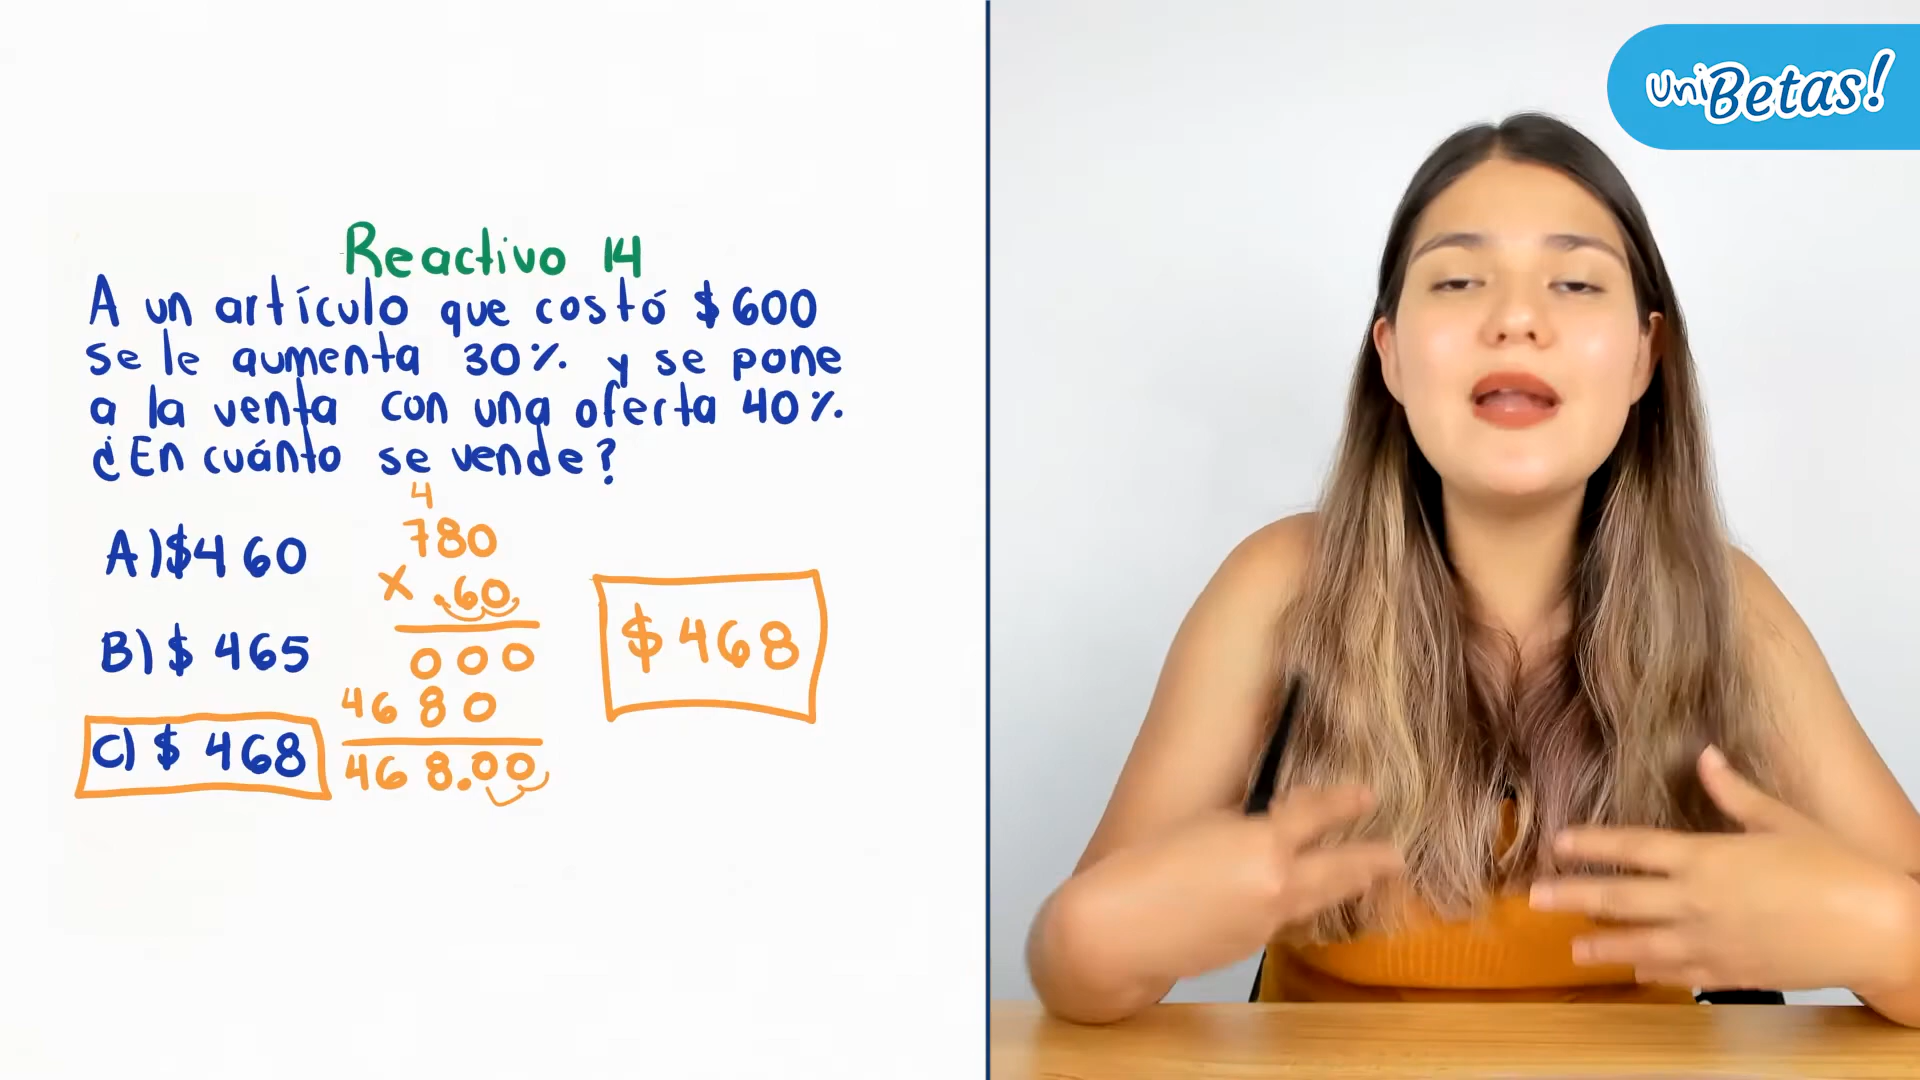 Reactivo 14
A un artículo que costó $600
se le aumenta 30% y se pone
a la venta con una oferta 40%.
¿En cuánto se vende?
A) $460
B) $ 465
C) $ 468
4
780
x .60
000
4680
468.00
$468
uniBetas!